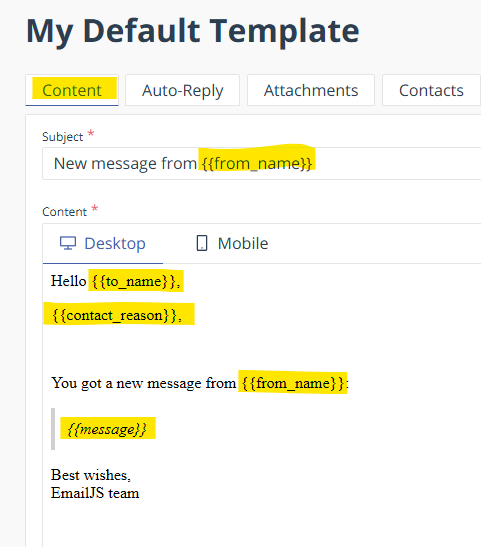 My Default Template
Content Auto-Reply Attachments Contacts
Subject *
New message from {{from_name}}
Content *
Desktop Mobile
Hello {{to_name}},
{{contact_reason}},
You got a new message from {{from_name}}:
{{message}}
Best wishes,
EmailJS team